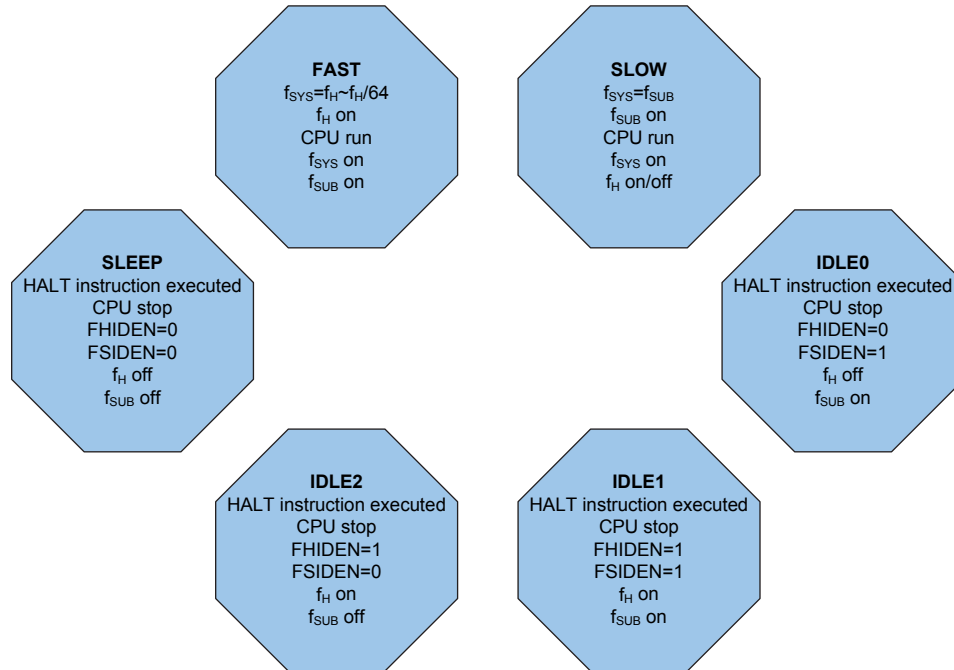 FAST
fSYS=fH~fH/64
fH on
CPU run
fSYS on
fSUB on
SLOW
fSYS=fSUB
fSUB on
CPU run
fSYS on
fH on/off
SLEEP
HALT instruction executed
CPU stop
FHIDEN=0
FSIDEN=0
fH off
fSUB off
IDLE0
HALT instruction executed
CPU stop
FHIDEN=0
FSIDEN=1
fH off
fSUB on
IDLE2
HALT instruction executed
CPU stop
FHIDEN=1
FSIDEN=0
fH on
fSUB off
IDLE1
HALT instruction executed
CPU stop
FHIDEN=1
FSIDEN=1
fH on
fSUB on